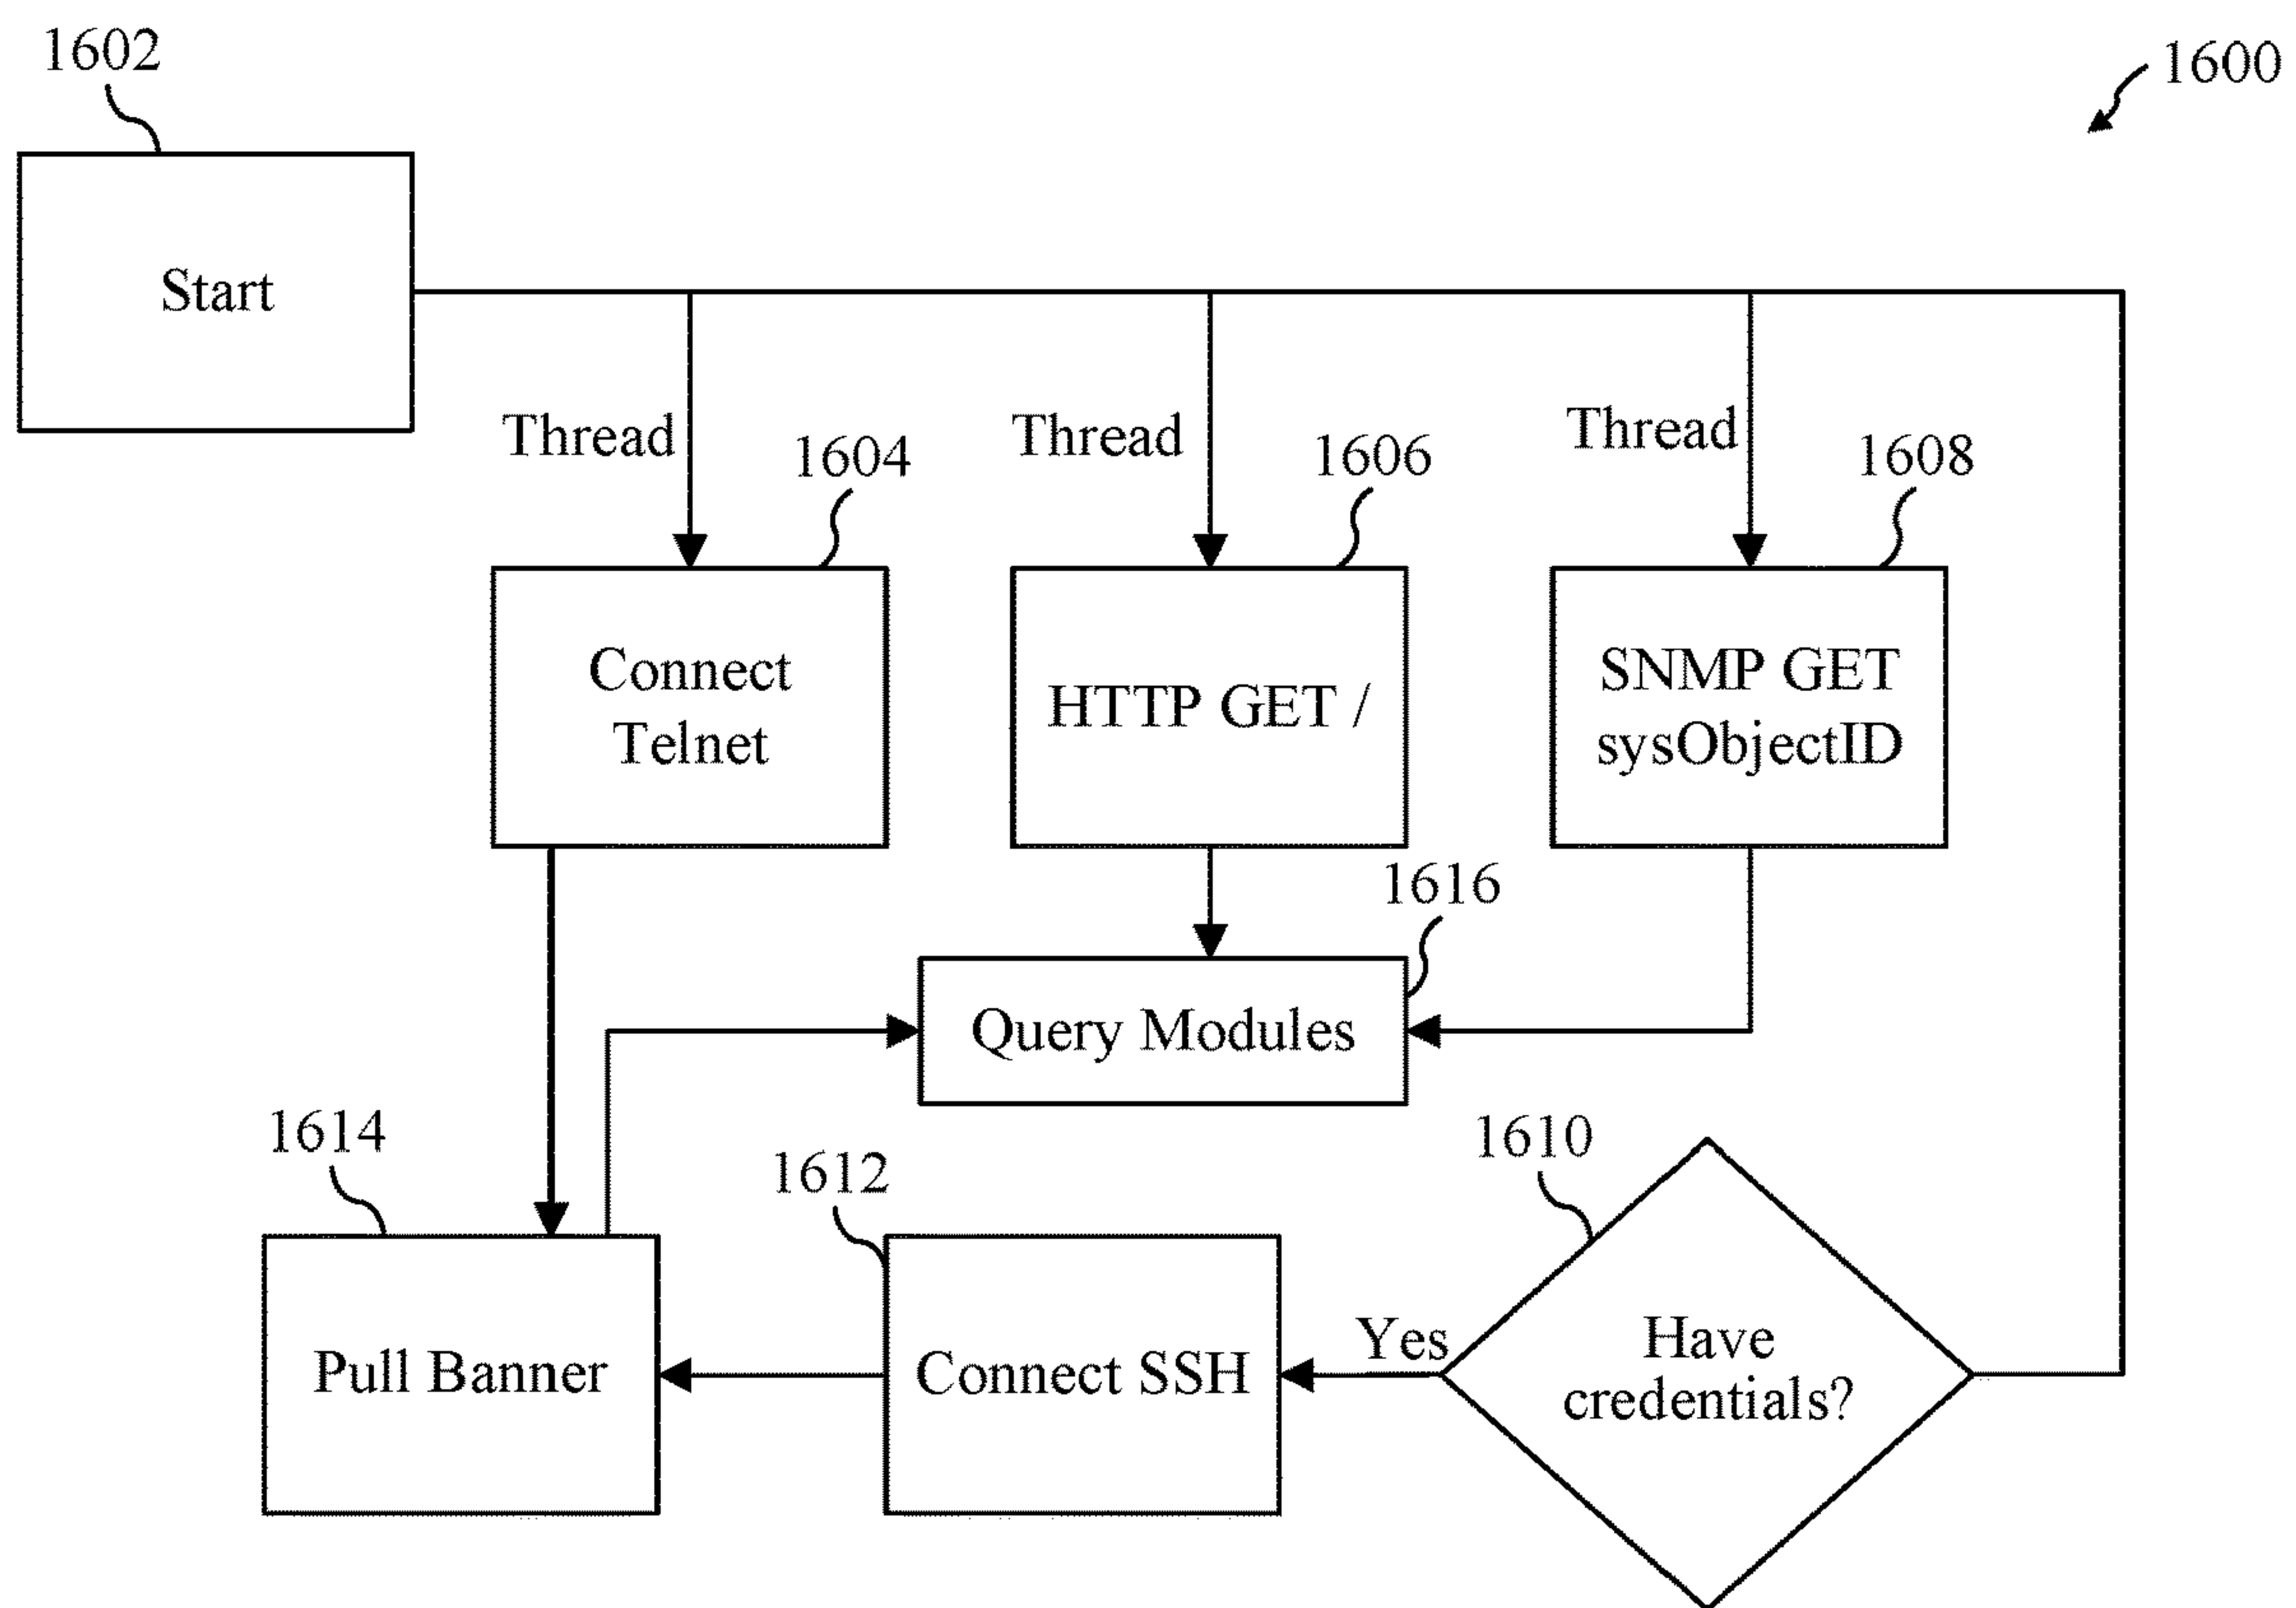 1602
1600
Start
Thread
Thread
Thread
1604
1606
1608
Connect
Telnet
HTTP GET /
SNMP GET
sysObjectID
1616
Query Modules
1614
1612
1610
Pull Banner
Connect SSH
Yes
Have
credentials?